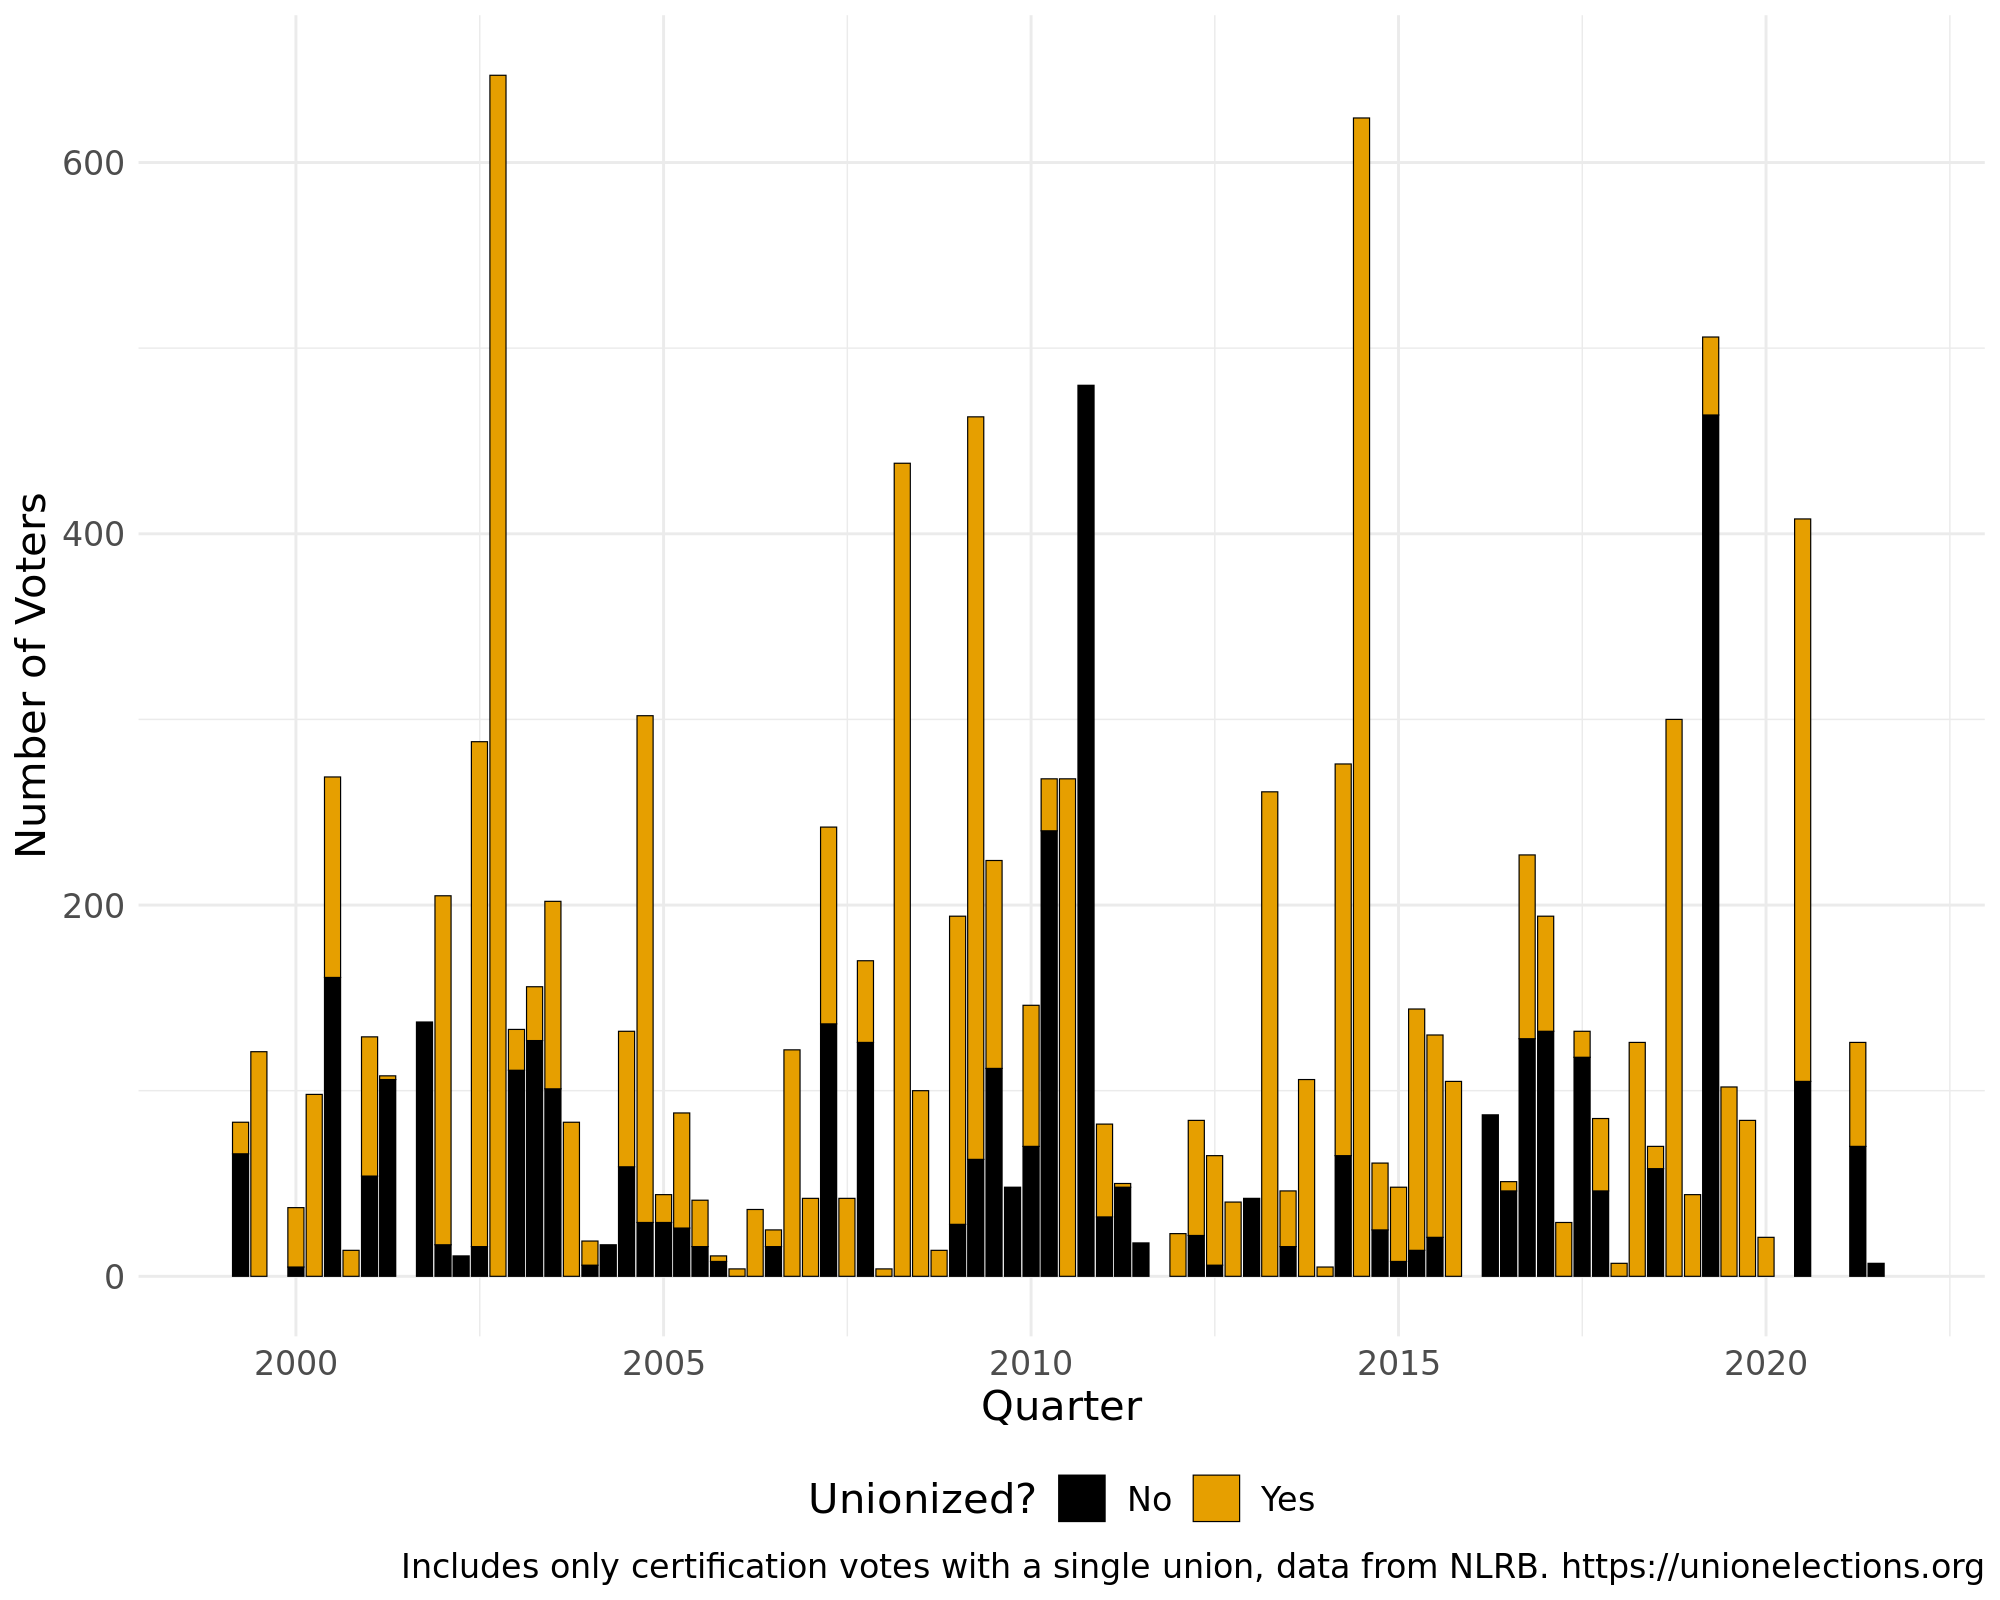 600
400
200
0
Number of Voters
2000 2005 2010 2015 2020
Quarter
Unionized? No Yes
Includes only certification votes with a single union, data from NLRB. https://unionelections.org